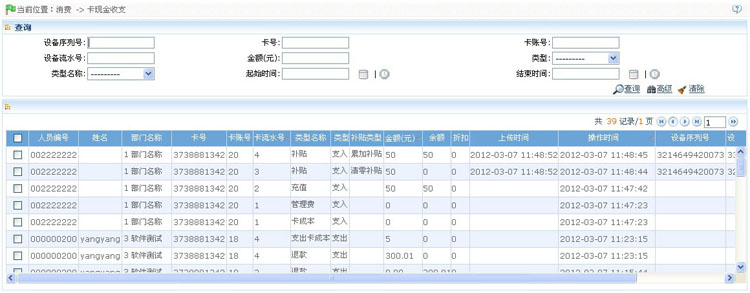 当前位置：消费 -> 卡现金收支
查询
设备序列号: 卡号: 卡账号:
设备流水号: 金额(元): 类型: ---------
类型名称: --------- 起始时间: | 结束时间: |
查询 高级 清除
共 39 记录/1 页 1
人员编号 姓名 部门名称 卡号 卡账号 卡流水号 类型名称 类型 补贴类型 金额(元) 余额 折扣 上传时间 操作时间 设备序列号 设
002222222 1 部门名称 3738881342 20 4 补贴 支入 累加补贴 50 50 0 2012-03-07 11:48:52 2012-03-07 11:48:45 3214649420073 33
002222222 1 部门名称 3738881342 20 3 补贴 支入 清零补贴 50 0 0 2012-03-07 11:48:52 2012-03-07 11:48:44 3214649420073 32
002222222 1 部门名称 3738881342 20 2 充值 支入 50 50 0 2012-03-07 11:47:42
002222222 1 部门名称 3738881342 20 1 管理费 支入 0 0 0 2012-03-07 11:47:23
002222222 1 部门名称 3738881342 20 1 卡成本 支入 0 0 0 2012-03-07 11:47:23
000000200 yangyang 3 软件测试 3738881342 18 4 支出卡成本 支出 5 0 2012-03-07 11:23:15
000000200 yangyang 3 软件测试 3738881342 18 4 退款 支出 300.01 0 0 2012-03-07 11:23:15
000000200 yangyang 3 软件测试 3738881342 18 3 退款 支出